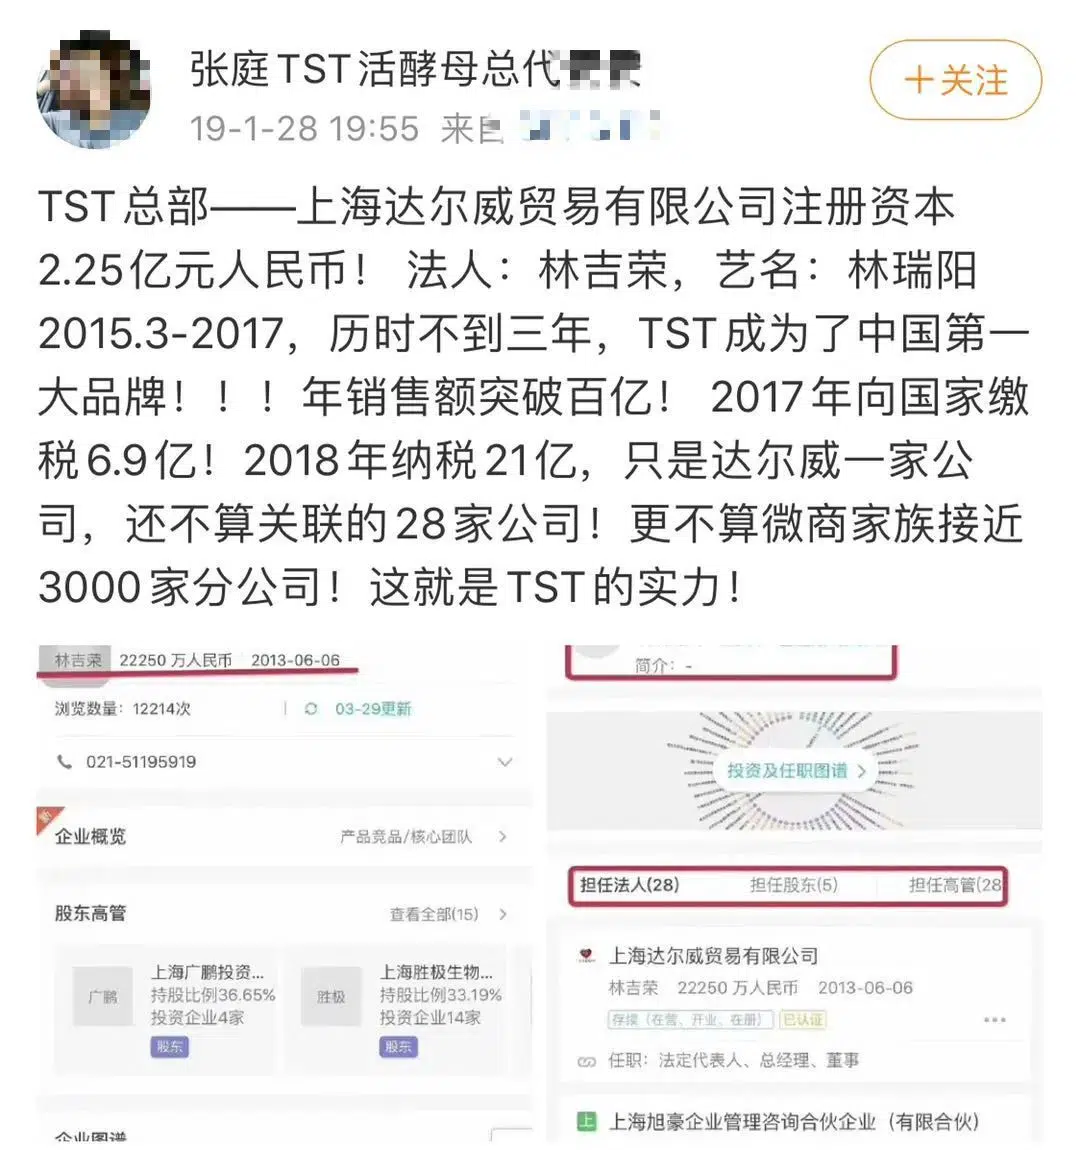 张庭TST活酵母总代
19-1-28 19:55 来自
＋关注
TST总部——上海达尔威贸易有限公司注册资本
2.25亿元人民币！ 法人：林吉荣，艺名：林瑞阳
2015.3-2017，历时不到三年，TST成为了中国第一
大品牌！！！年销售额突破百亿！ 2017年向国家缴
税6.9亿！2018年纳税21亿，只是达尔威一家公
司，还不算关联的28家公司！更不算微商家族接近
3000家分公司！这就是TST的实力！
林吉荣 22250 万人民币 2013-06-06
浏览数量：12214次 03-29更新
021-51195919
新
企业概览 产品竞品/核心团队
股东高管 查看全部(15)
广鹏
上海广鹏投资...
持股比例36.65%
投资企业4家
股东
胜极
上海胜极生物...
持股比例33.19%
投资企业14家
股东
企业图谱
简介：-
投资及任职图谱
担任法人(28) 担任股东(5) 担任高管(28
上海达尔威贸易有限公司
林吉荣 22250 万人民币 2013-06-06
存续（在营、开业、在册） 已认证
任职：法定代表人、总经理、董事
上 上海旭豪企业管理咨询合伙企业（有限合伙）